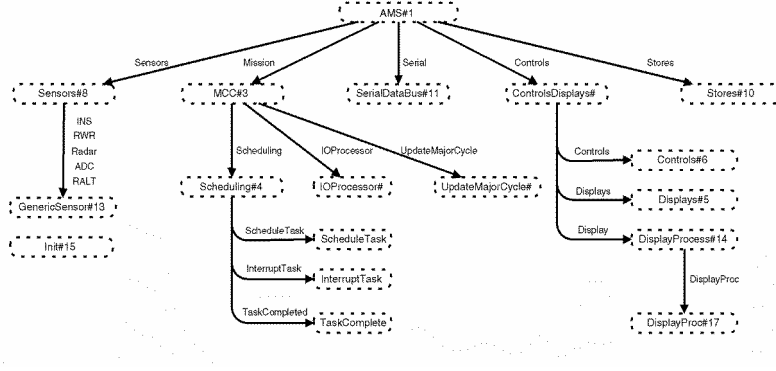 AMS#1
Sensors
Mission
Serial
Controls
Stores
Sensors#8
MCC#3
SerialDataBus#11
ControlsDisplays#
Stores#10
INS
RWR
Radar
ADC
RALT
Scheduling
IOProcessor
UpdateMajorCycle
Controls
Controls#6
Scheduling#4
IOProcessor#
UpdateMajorCycle#
Displays
Displays#5
GenericSensor#13
ScheduleTask
ScheduleTask
Display
DisplayProcess#14
Init#15
InterruptTask
InterruptTask
DisplayProc
TaskCompleted
TaskComplete
DisplayProc#17